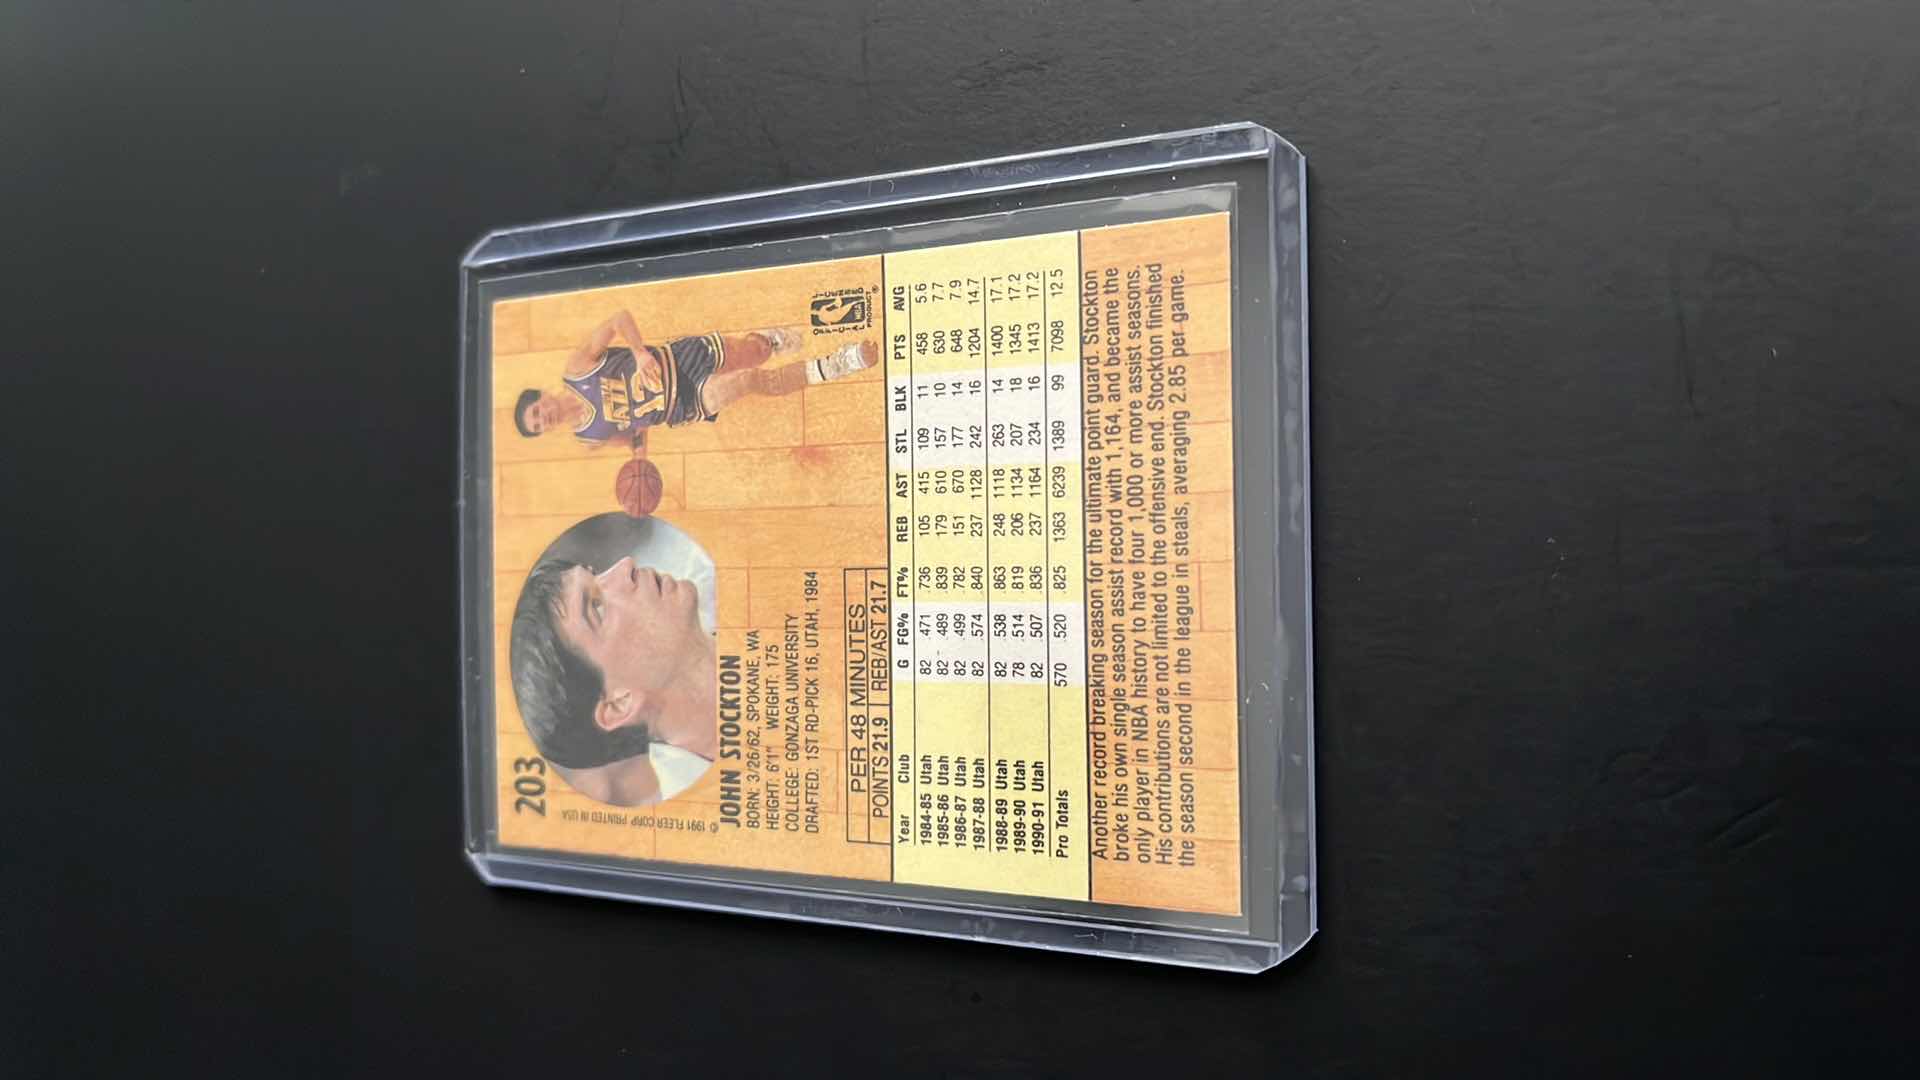 203
© 1991 FLEER CORP. PRINTED IN USA
JOHN STOCKTON
BORN: 3/26/62, SPOKANE, WA
HEIGHT: 6'1" WEIGHT: 175
COLLEGE: GONZAGA UNIVERSITY
DRAFTED: 1ST RD-PICK 16, UTAH, 1984
JAZZ
12
OFFICIAL LICENSED
NBA
PRODUCT ®
PER 48 MINUTES
POINTS 21.9 REB/AST 21.7
Year Club G FG% FT% REB AST STL BLK PTS AVG
1984-85 Utah 82 .471 .736 105 415 109 11 458 5.6
1985-86 Utah 82 .489 .839 179 610 157 10 630 7.7
1986-87 Utah 82 .499 .782 151 670 177 14 648 7.9
1987-88 Utah 82 .574 .840 237 1128 242 16 1204 14.7
1988-89 Utah 82 .538 .863 248 1118 263 14 1400 17.1
1989-90 Utah 78 .514 .819 206 1134 207 18 1345 17.2
1990-91 Utah 82 .507 .836 237 1164 234 16 1413 17.2
Pro Totals 570 .520 .825 1363 6239 1389 99 7098 12.5
Another record breaking season for the ultimate point guard. Stockton
broke his own single season assist record with 1,164, and became the
only player in NBA history to have four 1,000 or more assist seasons.
His contributions are not limited to the offensive end. Stockton finished
the season second in the league in steals, averaging 2.85 per game.